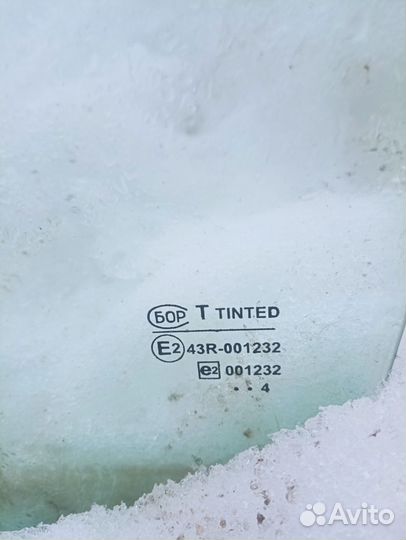 БОР T TINTED
E2 43R-001232
e2 001232
• • 4
Avito